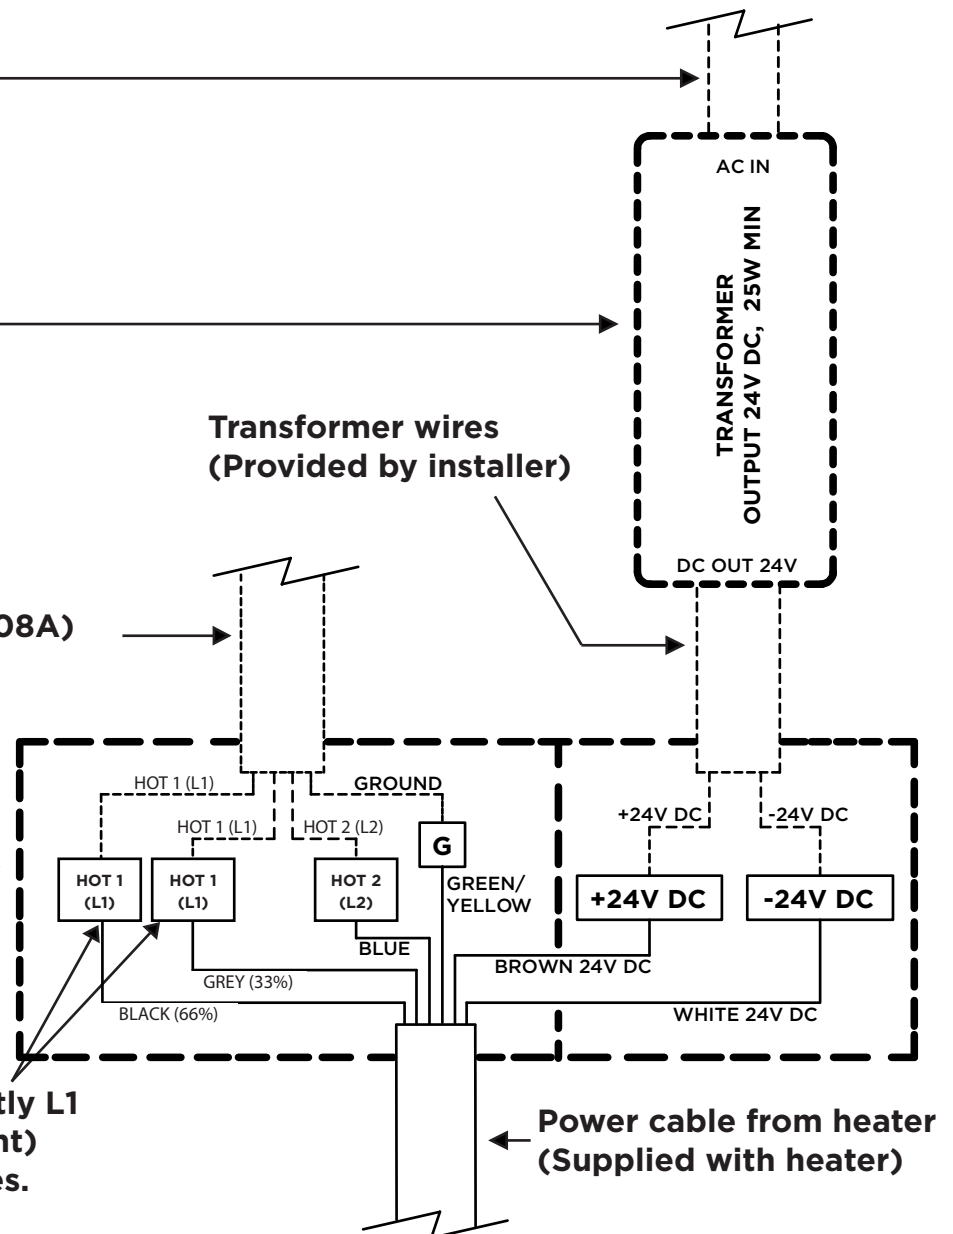 AC IN
TRANSFORMER
OUTPUT 24V DC, 25W MIN
DC OUT 24V
Transformer wires
(Provided by installer)
08A)
HOT 1 (L1)
GROUND
HOT 1 (L1)
HOT 2 (L2)
+24V DC
-24V DC
G
HOT 1
(L1)
HOT 1
(L1)
HOT 2
(L2)
GREEN/
YELLOW
+24V DC
-24V DC
BLUE
BROWN 24V DC
GREY (33%)
BLACK (66%)
WHITE 24V DC
tly L1
nt)
es.
Power cable from heater
(Supplied with heater)